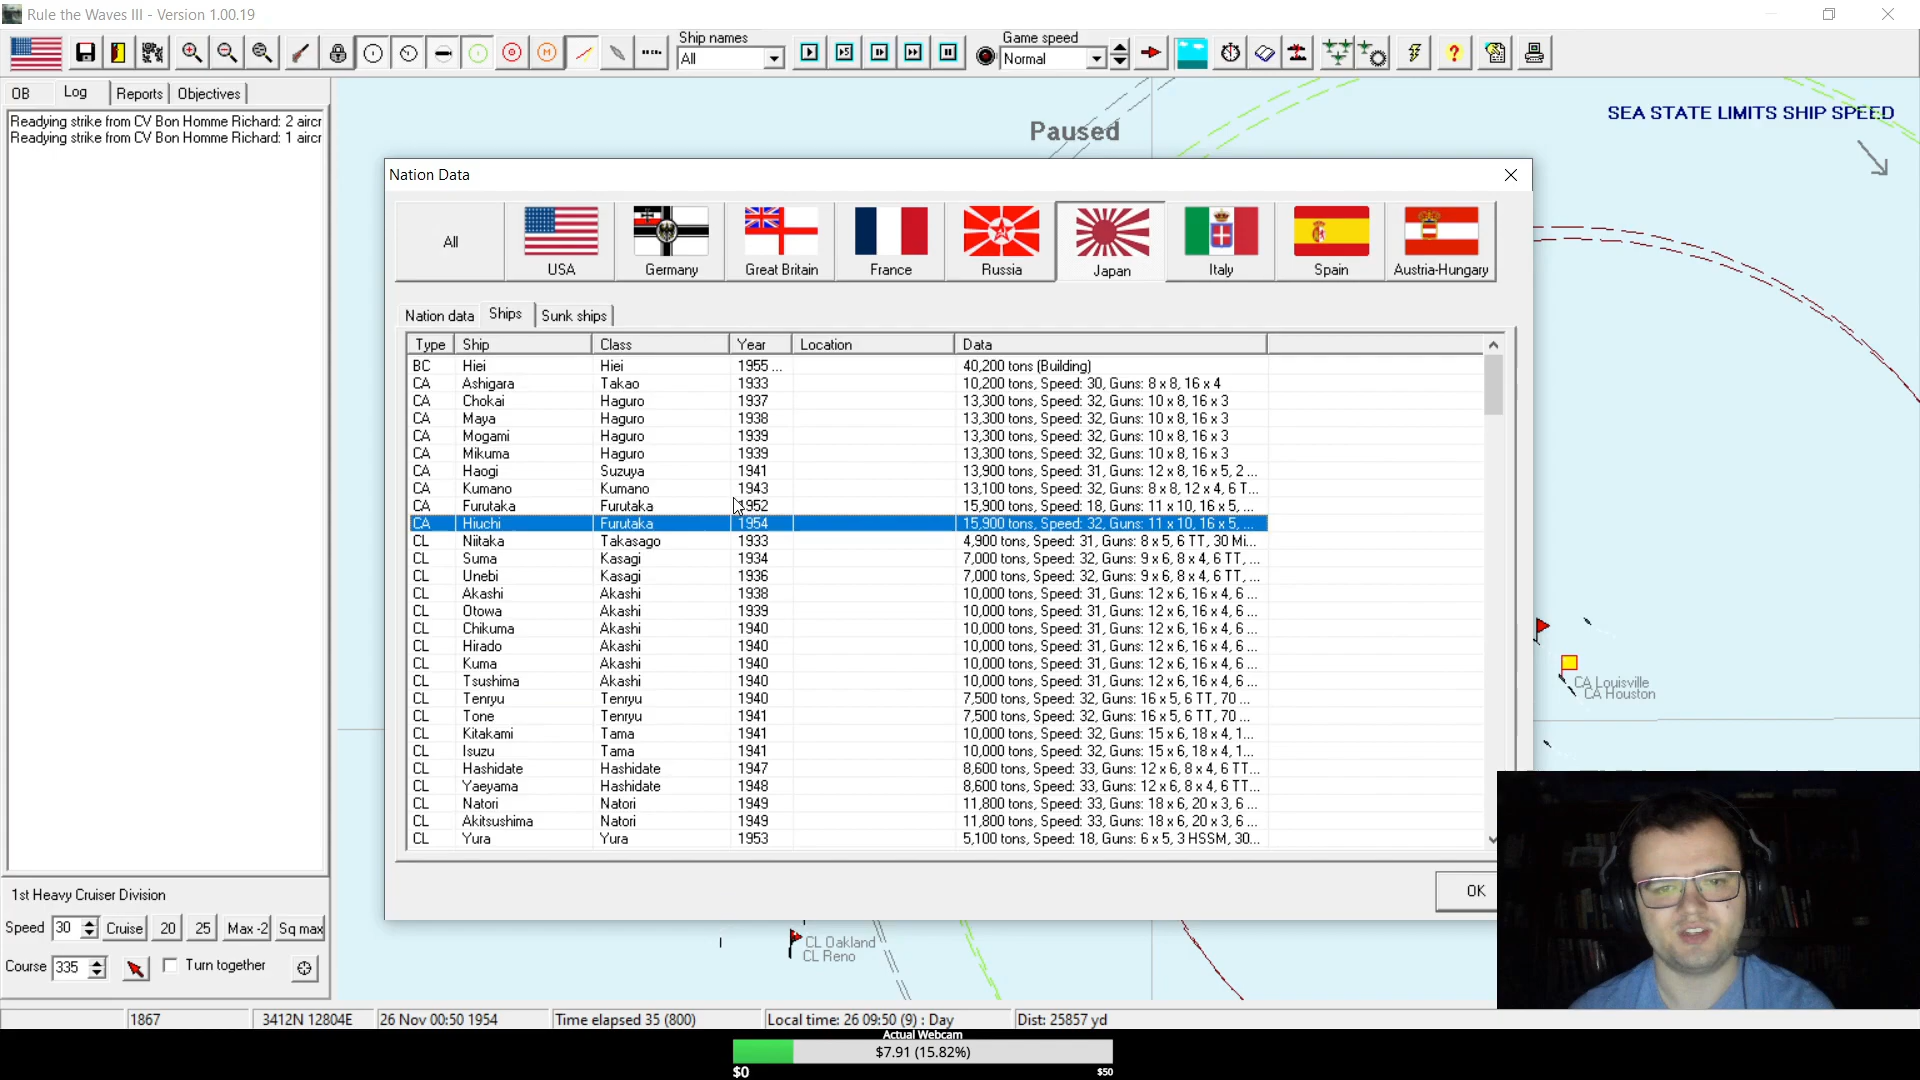 Rule the Waves III - Version 1.00.19
Ship names
All
Game speed
Normal
OB
Log
Reports
Objectives
Readying strike from CV Bon Homme Richard: 2 aircr
Readying strike from CV Bon Homme Richard: 1 aircr
Paused
SEA STATE LIMITS SHIP SPEED
Nation Data
All
USA
Germany
Great Britain
France
Russia
Japan
Italy
Spain
Austria-Hungary
Nation data
Ships
Sunk ships
Type Ship Class Year Location Data
BC Hiei Hiei 1955 ... 40,200 tons (Building)
CA Ashigara Takao 1933 10,200 tons, Speed: 30, Guns: 8 x 8, 16 x 4
CA Chokai Haguro 1937 13,300 tons, Speed: 32, Guns: 10 x 8, 16 x 3
CA Maya Haguro 1938 13,300 tons, Speed: 32, Guns: 10 x 8, 16 x 3
CA Mogami Haguro 1939 13,300 tons, Speed: 32, Guns: 10 x 8, 16 x 3
CA Mikuma Haguro 1939 13,300 tons, Speed: 32, Guns: 10 x 8, 16 x 3
CA Haogi Suzuya 1941 13,900 tons, Speed: 31, Guns: 12 x 8, 16 x 5, 2 ...
CA Kumano Kumano 1943 13,100 tons, Speed: 32, Guns: 8 x 8, 12 x 4, 6 T...
CA Furutaka Furutaka 1952 15,900 tons, Speed: 18, Guns: 11 x 10, 16 x 5, ...
CA Hiuchi Furutaka 1954 15,900 tons, Speed: 32, Guns: 11 x 10, 16 x 5, ...
CL Niitaka Takasago 1933 4,900 tons, Speed: 31, Guns: 8 x 5, 6 TT, 30 Mi...
CL Suma Kasagi 1934 7,000 tons, Speed: 32, Guns: 9 x 6, 8 x 4, 6 TT, ...
CL Unebi Kasagi 1936 7,000 tons, Speed: 32, Guns: 9 x 6, 8 x 4, 6 TT, ...
CL Akashi Akashi 1938 10,000 tons, Speed: 31, Guns: 12 x 6, 16 x 4, 6 ...
CL Otowa Akashi 1939 10,000 tons, Speed: 31, Guns: 12 x 6, 16 x 4, 6 ...
CL Chikuma Akashi 1940 10,000 tons, Speed: 31, Guns: 12 x 6, 16 x 4, 6 ...
CL Hirado Akashi 1940 10,000 tons, Speed: 31, Guns: 12 x 6, 16 x 4, 6 ...
CL Kuma Akashi 1940 10,000 tons, Speed: 31, Guns: 12 x 6, 16 x 4, 6 ...
CL Tsushima Akashi 1940 10,000 tons, Speed: 31, Guns: 12 x 6, 16 x 4, 6 ...
CL Tenryu Tenryu 1940 7,500 tons, Speed: 32, Guns: 16 x 5, 6 TT, 70 ...
CL Tone Tenryu 1941 7,500 tons, Speed: 32, Guns: 16 x 5, 6 TT, 70 ...
CL Kitakami Tama 1941 10,000 tons, Speed: 32, Guns: 15 x 6, 18 x 4, 1...
CL Isuzu Tama 1941 10,000 tons, Speed: 32, Guns: 15 x 6, 18 x 4, 1...
CL Hashidate Hashidate 1947 8,600 tons, Speed: 33, Guns: 12 x 6, 8 x 4, 6 TT...
CL Yaeyama Hashidate 1948 8,600 tons, Speed: 33, Guns: 12 x 6, 8 x 4, 6 TT...
CL Natori Natori 1949 11,800 tons, Speed: 33, Guns: 18 x 6, 20 x 3, 6 ...
CL Akitsushima Natori 1949 11,800 tons, Speed: 33, Guns: 18 x 6, 20 x 3, 6 ...
CL Yura Yura 1953 5,100 tons, Speed: 18, Guns: 6 x 5, 3 HSSM, 30...
OK
CA Louisville
CA Houston
CL Oakland
CL Reno
1st Heavy Cruiser Division
Speed 30 Cruise 20 25 Max -2 Sq max
Course 335 Turn together
1867
3412N 12804E
26 Nov 00:50 1954
Time elapsed 35 (800)
Local time: 26 09:50 (9) : Day
Dist: 25857 yd
Actual Webcam
$7.91 (15.82%)
$0
$50